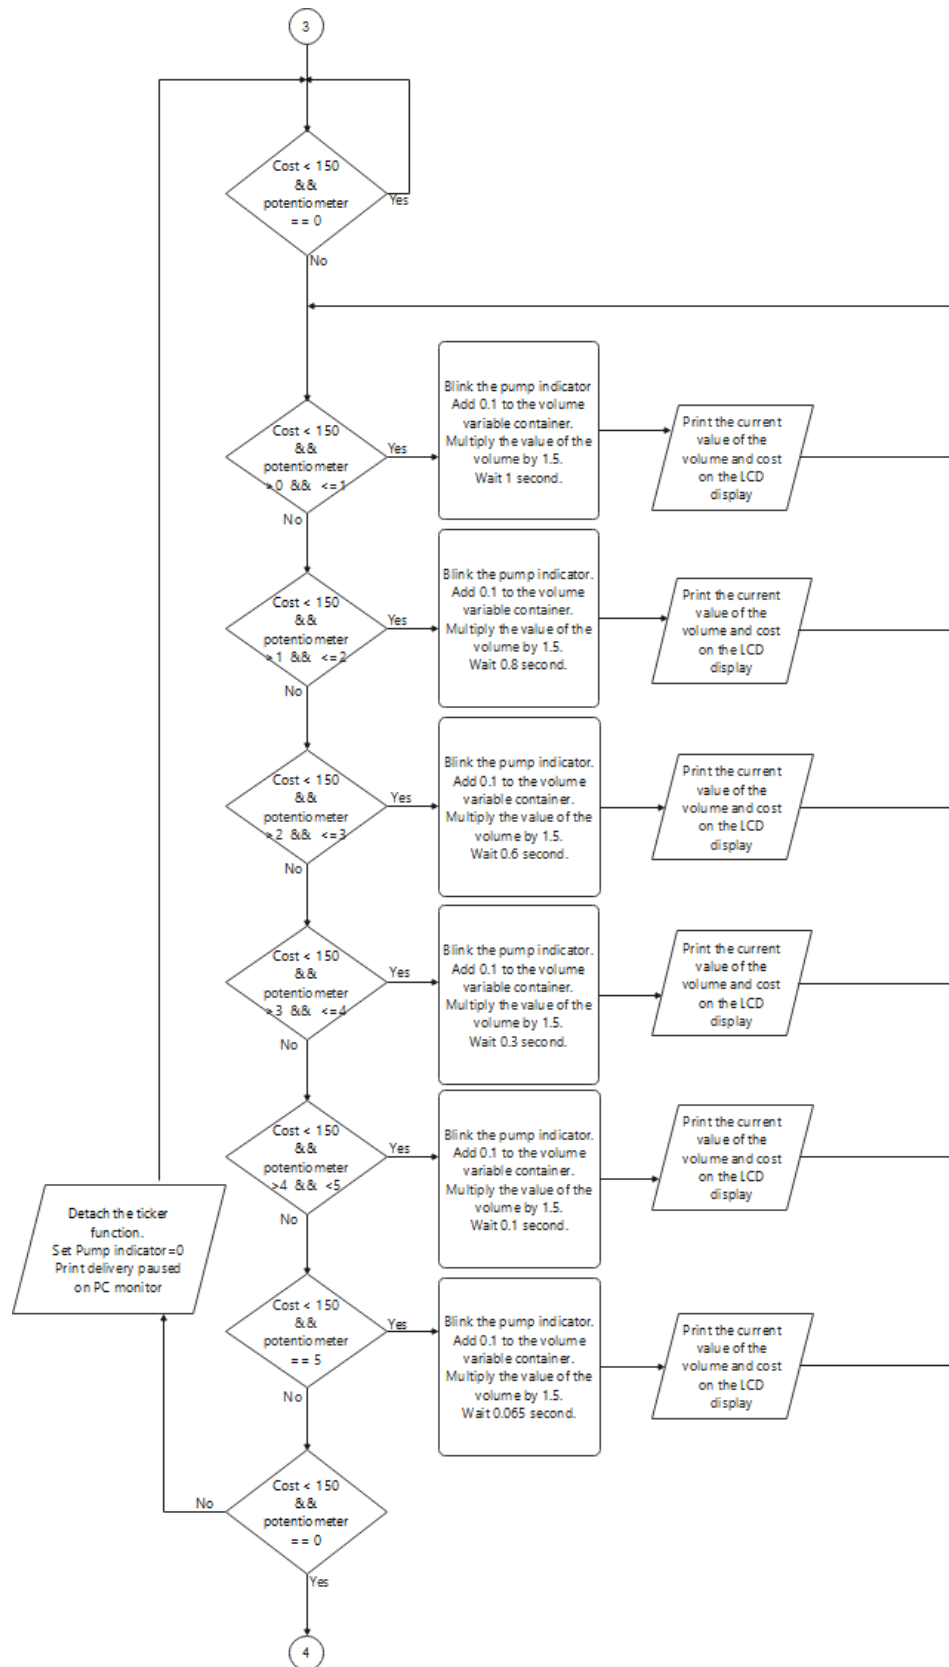 3
Cost < 150
&&
potentiometer
== 0
Yes
No
Cost < 150
&&
potentiometer
>0 && <=1
Yes
No
Blink the pump indicator
Add 0.1 to the volume
variable container.
Multiply the value of the
volume by 1.5.
Wait 1 second.
Print the current
value of the
volume and cost
on the LCD
display
Cost < 150
&&
potentiometer
>1 && <=2
Yes
No
Blink the pump indicator.
Add 0.1 to the volume
variable container.
Multiply the value of the
volume by 1.5.
Wait 0.8 second.
Print the current
value of the
volume and cost
on the LCD
display
Cost < 150
&&
potentiometer
>2 && <=3
Yes
No
Blink the pump indicator.
Add 0.1 to the volume
variable container.
Multiply the value of the
volume by 1.5.
Wait 0.6 second.
Print the current
value of the
volume and cost
on the LCD
display
Cost < 150
&&
potentiometer
>3 && <=4
Yes
No
Blink the pump indicator.
Add 0.1 to the volume
variable container.
Multiply the value of the
volume by 1.5.
Wait 0.3 second.
Print the current
value of the
volume and cost
on the LCD
display
Cost < 150
&&
potentiometer
>4 && <5
Yes
No
Blink the pump indicator.
Add 0.1 to the volume
variable container.
Multiply the value of the
volume by 1.5.
Wait 0.1 second.
Print the current
value of the
volume and cost
on the LCD
display
Detach the ticker
function.
Set Pump indicator=0
Print delivery paused
on PC monitor
Cost < 150
&&
potentiometer
== 5
Yes
No
Blink the pump indicator.
Add 0.1 to the volume
variable container.
Multiply the value of the
volume by 1.5.
Wait 0.065 second.
Print the current
value of the
volume and cost
on the LCD
display
Cost < 150
&&
potentiometer
== 0
No
Yes
4